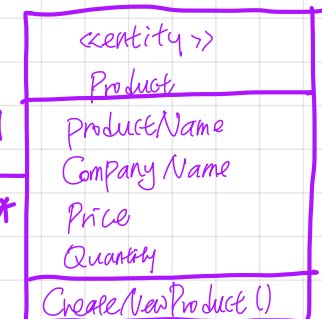 <<entity>>
Product
ProductName
Company Name
Price
Quantity
*
CreateNewProduct()